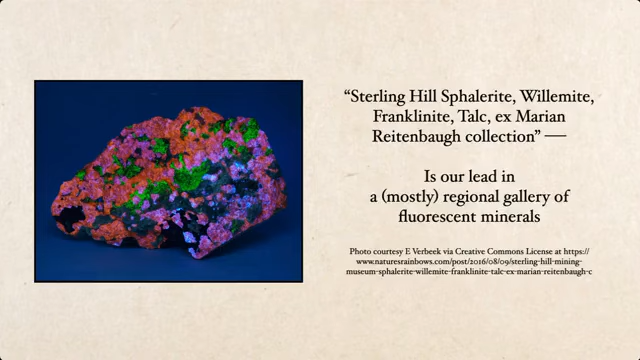 “Sterling Hill Sphalerite, Willemite,
Franklinite, Talc, ex Marian
Reitenbaugh collection” —
Is our lead in
a (mostly) regional gallery of
fluorescent minerals
Photo courtesy E Verbeek via Creative Commons License at https://
www.naturesrainbows.com/post/2016/08/09/sterling-hill-mining-
museum-sphalerite-willemite-franklinite-talc-ex-marian-reitenbaugh-c